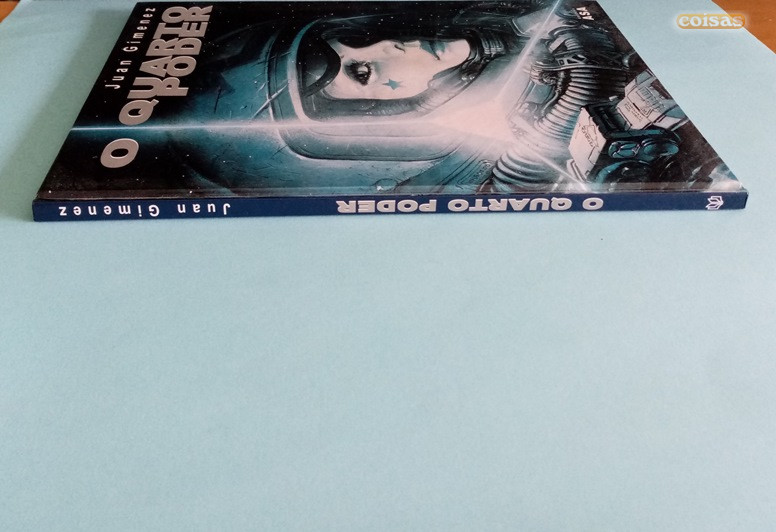 Juan Gimenez
O QUARTO
PODER
ASA
Juan Gimenez
O QUARTO PODER
coisas